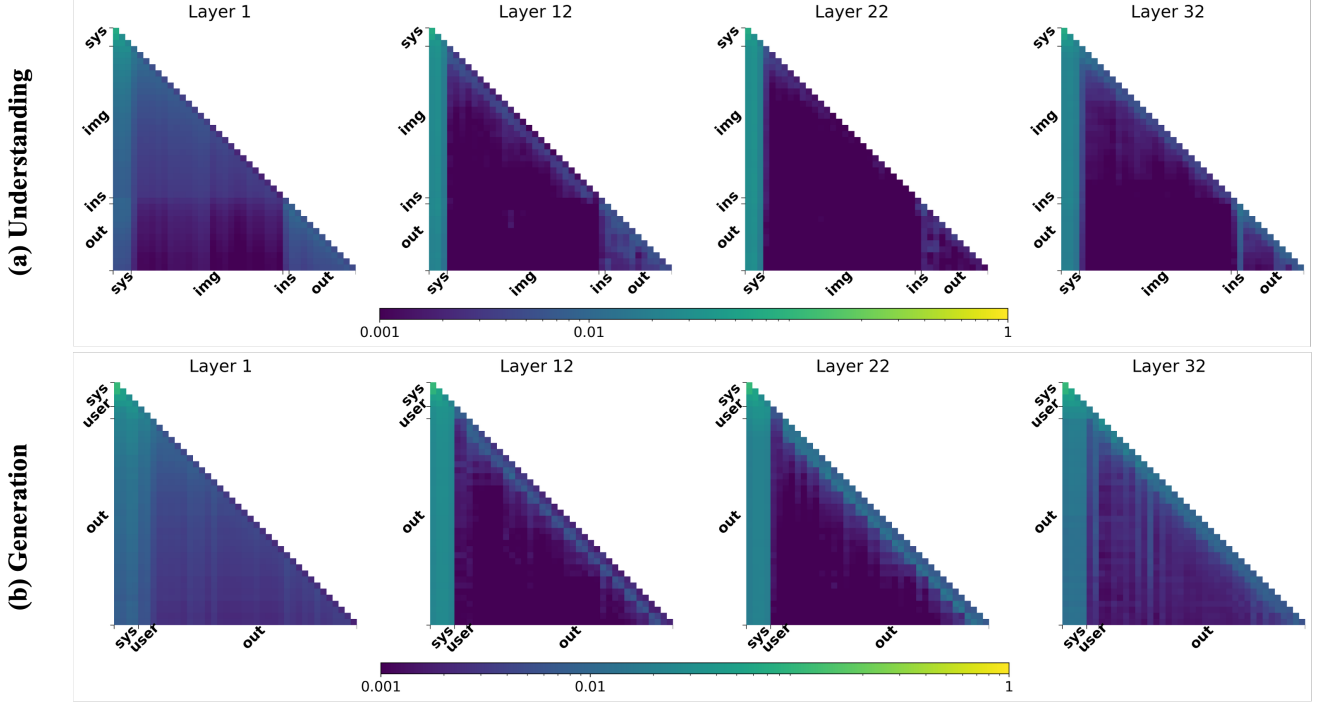 (a) Understanding
Layer 1
Layer 12
Layer 22
Layer 32
sys
img
ins
out
sys
img
ins
out
sys
img
ins
out
sys
img
ins
out
sys
img
ins
out
sys
img
ins
out
sys
img
ins
out
sys
img
ins
out
0.001
0.01
1
(b) Generation
Layer 1
Layer 12
Layer 22
Layer 32
sys
user
out
sys
user
out
sys
user
out
sys
user
out
sys
user
out
sys
user
out
sys
user
out
sys
user
out
0.001
0.01
1